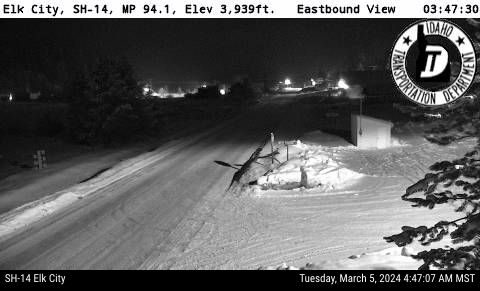 Elk City, SH-14, MP 94.1, Elev 3,939ft. Eastbound View 03:47:30
IDAHO
TRANSPORTATION DEPARTMENT
SH-14 Elk City Tuesday, March 5, 2024 4:47:07 AM MST